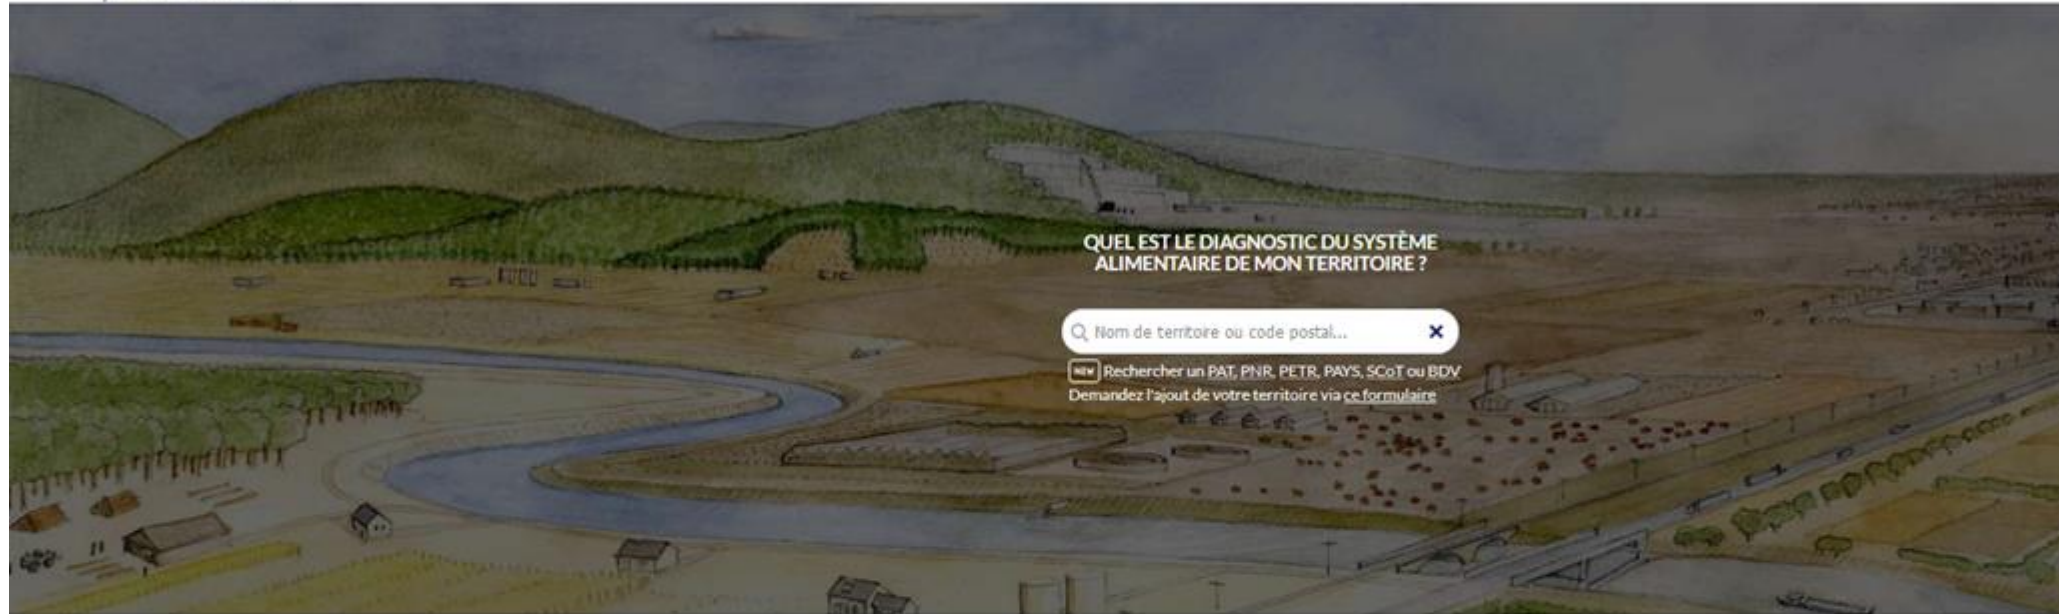 QUEL EST LE DIAGNOSTIC DU SYSTÈME
ALIMENTAIRE DE MON TERRITOIRE ?
Nom de territoire ou code postal...
NEW Rechercher un PAT, PNR, PETR, PAYS, SCoT ou BDV
Demandez l'ajout de votre territoire via ce formulaire